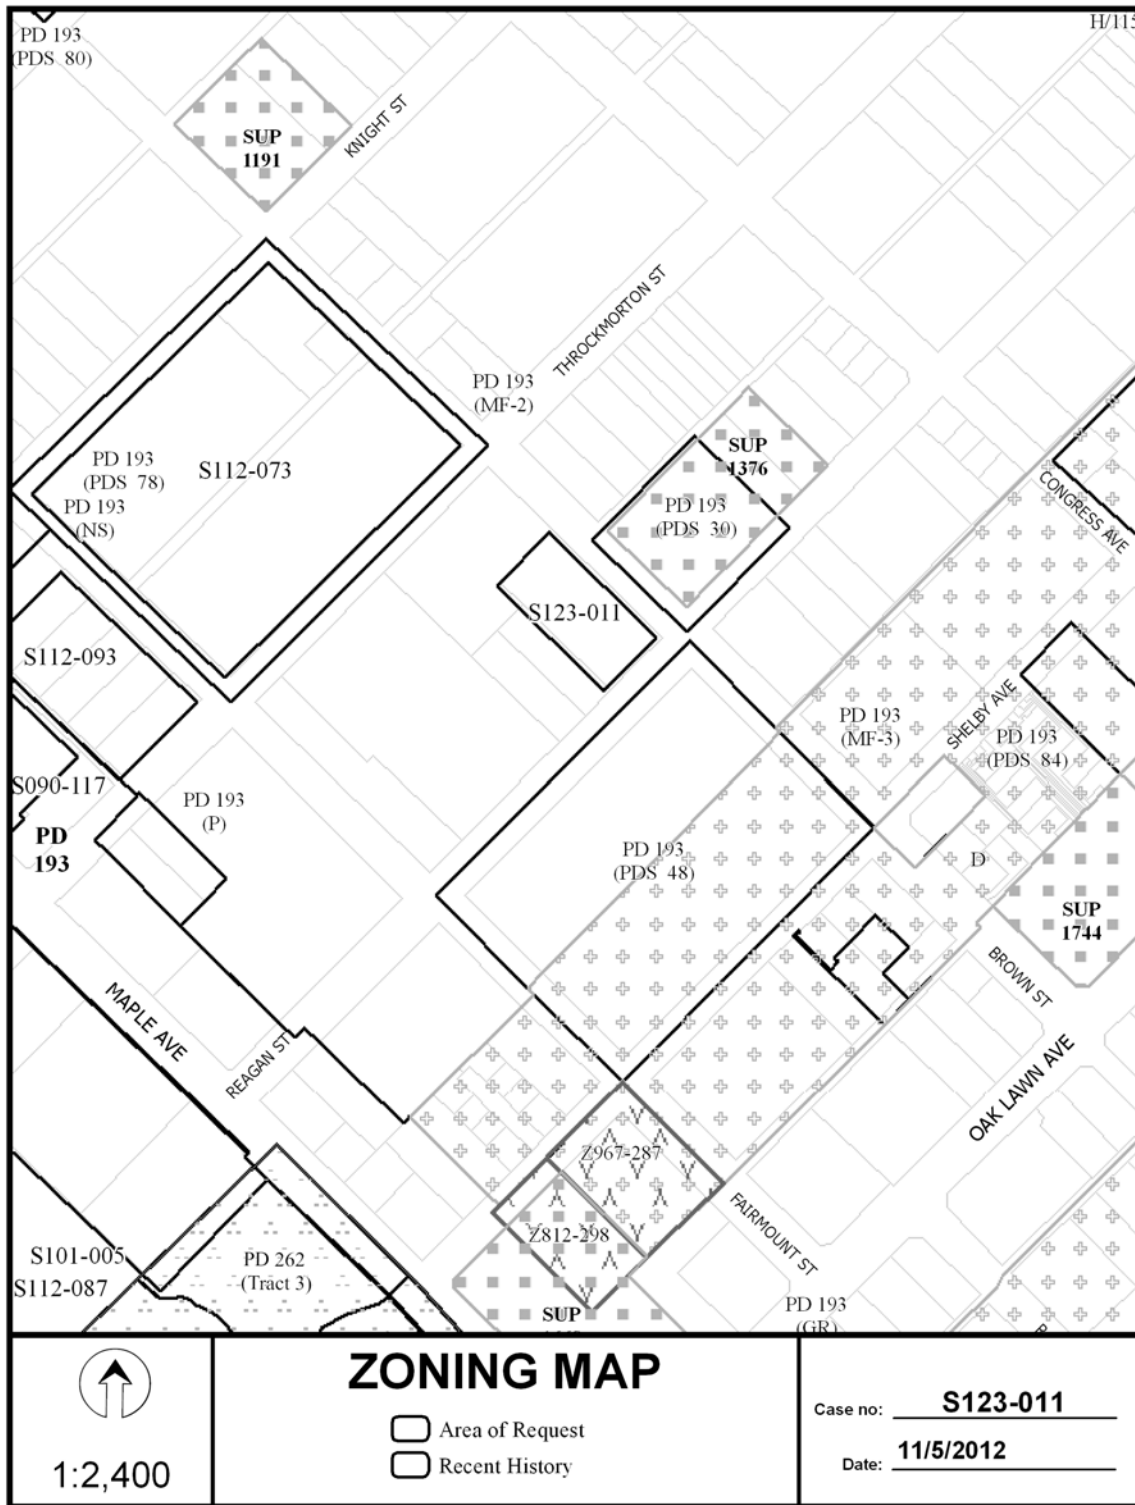 PD 193
(PDS 80)
H/115
SUP
1191
KNIGHT ST
THROCKMORTON ST
PD 193
(MF-2)
SUP
1376
PD 193
(PDS 30)
PD 193
(PDS 78)
S112-073
PD 193
(NS)
CONGRESS AVE
S123-011
S112-093
SHELBY AVE
PD 193
(MF-3)
PD 193
(PDS 84)
S090-117
PD 193
(P)
PD
193
PD 193
(PDS 48)
D
SUP
1744
BROWN ST
MAPLE AVE
REAGAN ST
OAK LAWN AVE
Z967-287
Z812-298
FAIRMOUNT ST
S101-005
S112-087
PD 262
(Tract 3)
SUP
PD 193
(GR)
ZONING MAP
Area of Request
Recent History
1:2,400
Case no: S123-011
Date: 11/5/2012